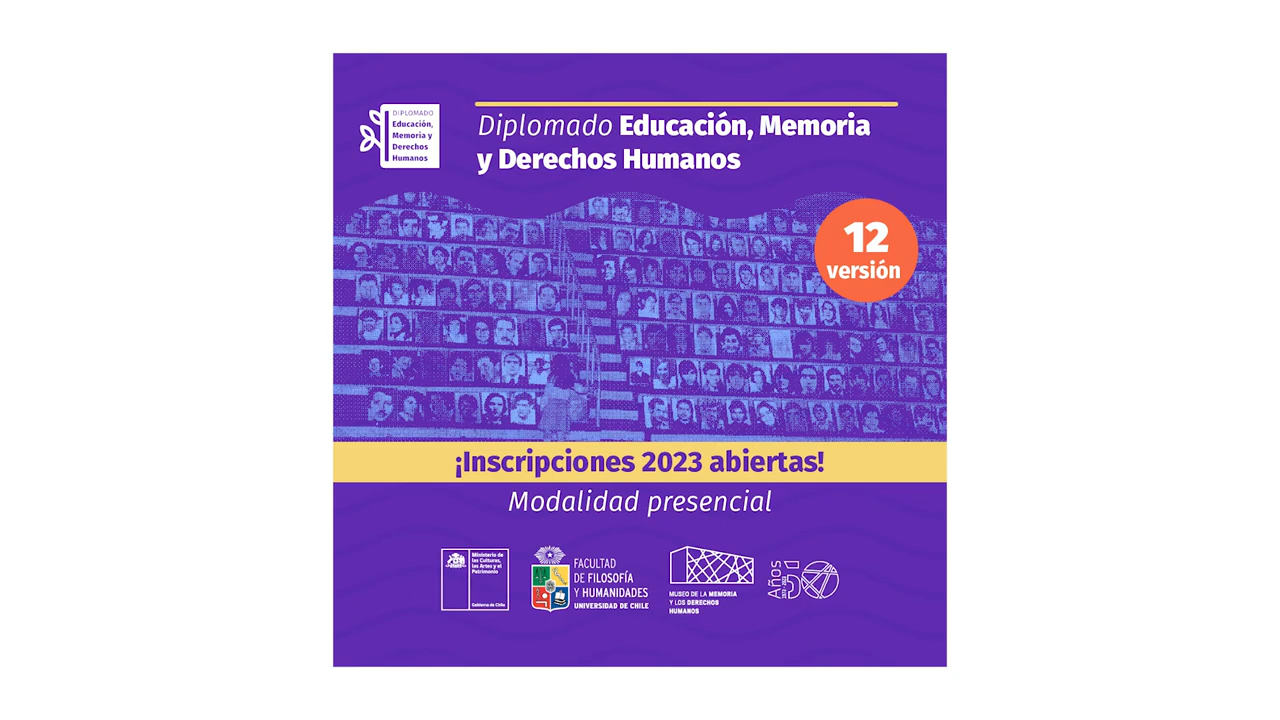 DIPLOMADO
Educación,
Memoria y
Derechos
Humanos
Diplomado Educación, Memoria
y Derechos Humanos
12
versión
¡Inscripciones 2023 abiertas!
Modalidad presencial
Ministerio de
las Culturas,
las Artes y el
Patrimonio
Gobierno de Chile
FACULTAD
DE FILOSOFÍA
Y HUMANIDADES
UNIVERSIDAD DE CHILE
MUSEO DE LA MEMORIA
Y LOS DERECHOS
HUMANOS
Años
50